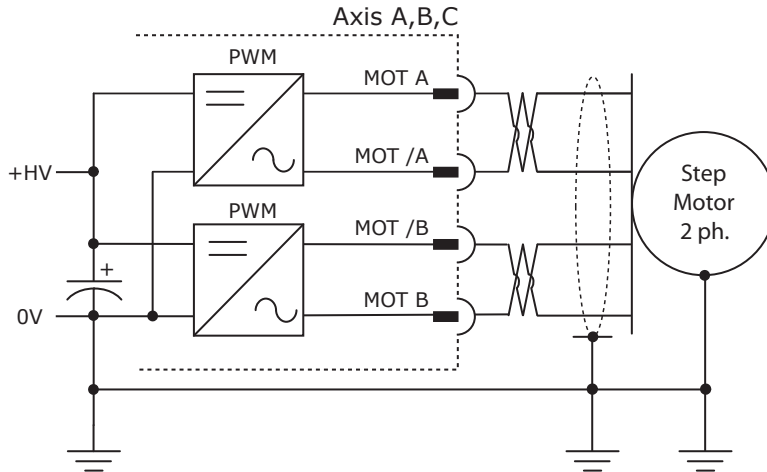 Axis A,B,C
PWM
MOT A
+HV
MOT /A
Step
Motor
2 ph.
PWM
MOT /B
+
0V
MOT B